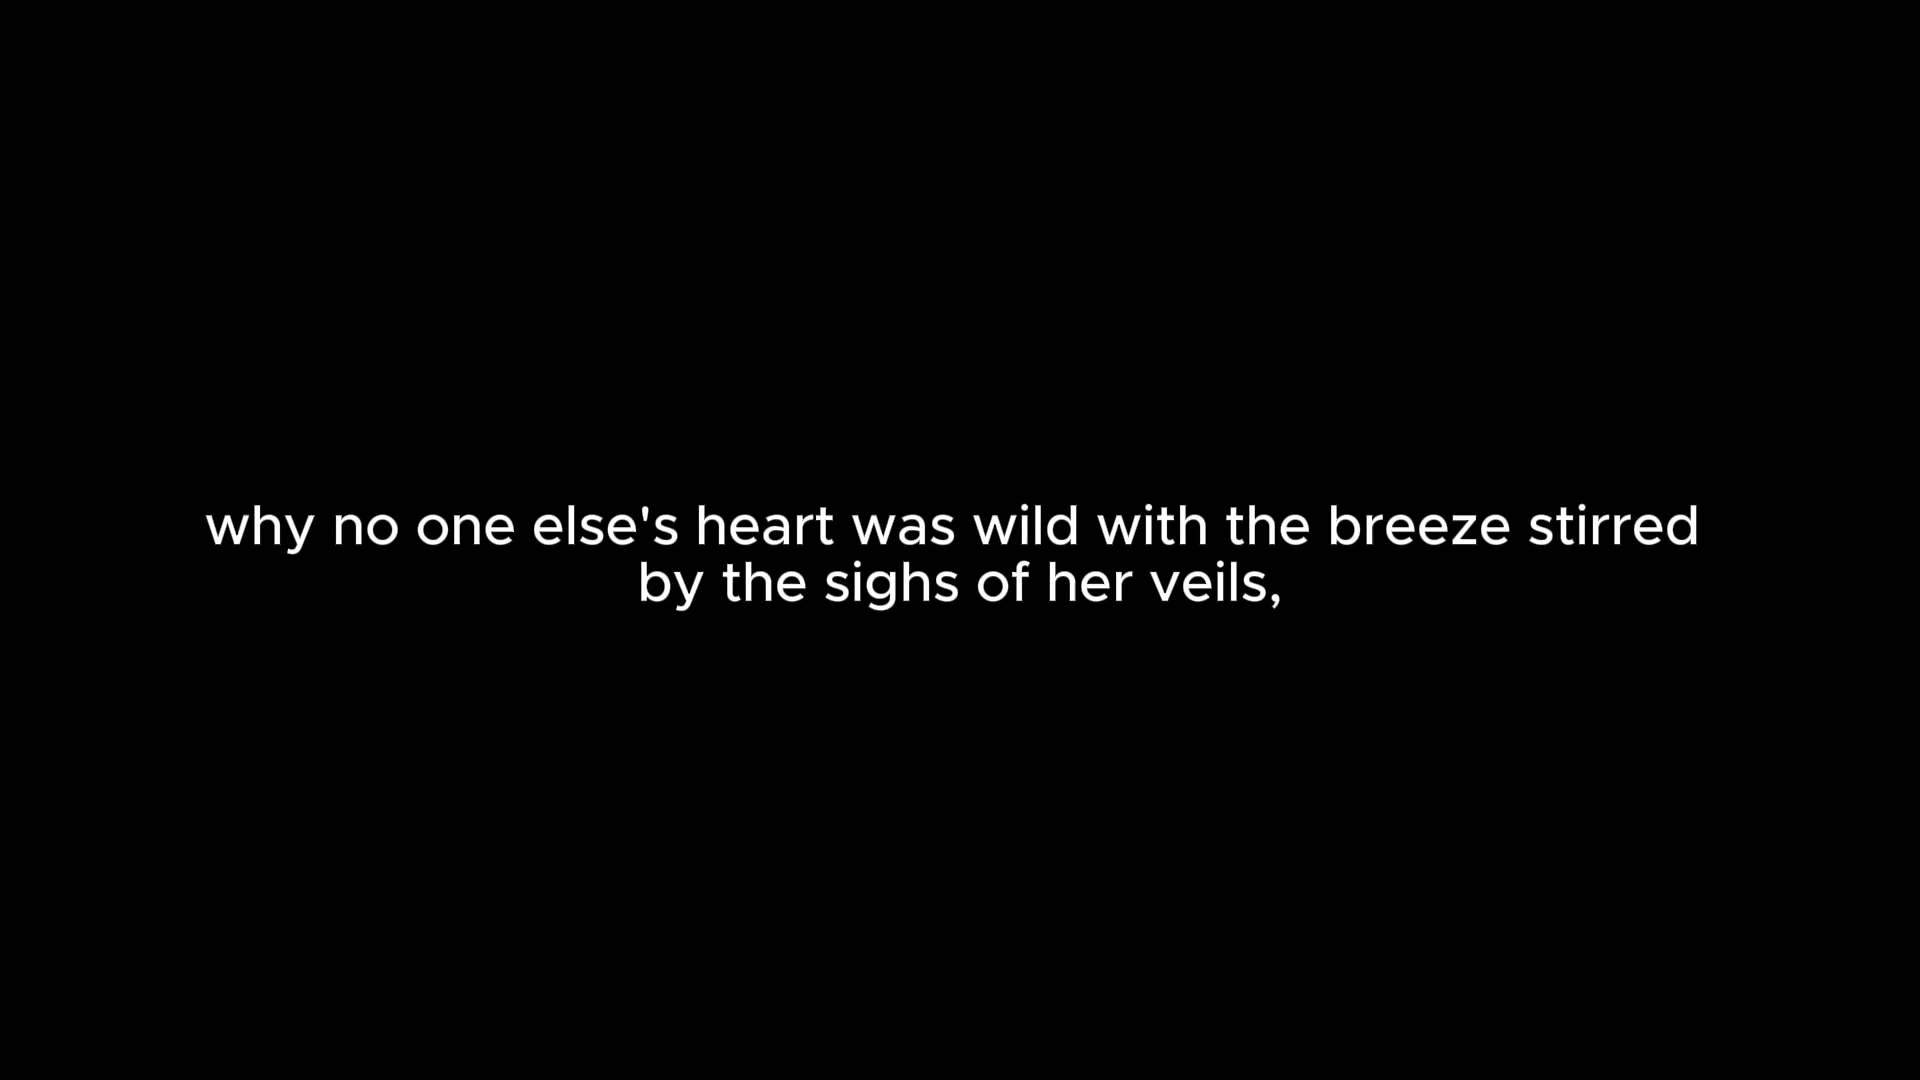 why no one else's heart was wild with the breeze stirred
by the sighs of her veils,